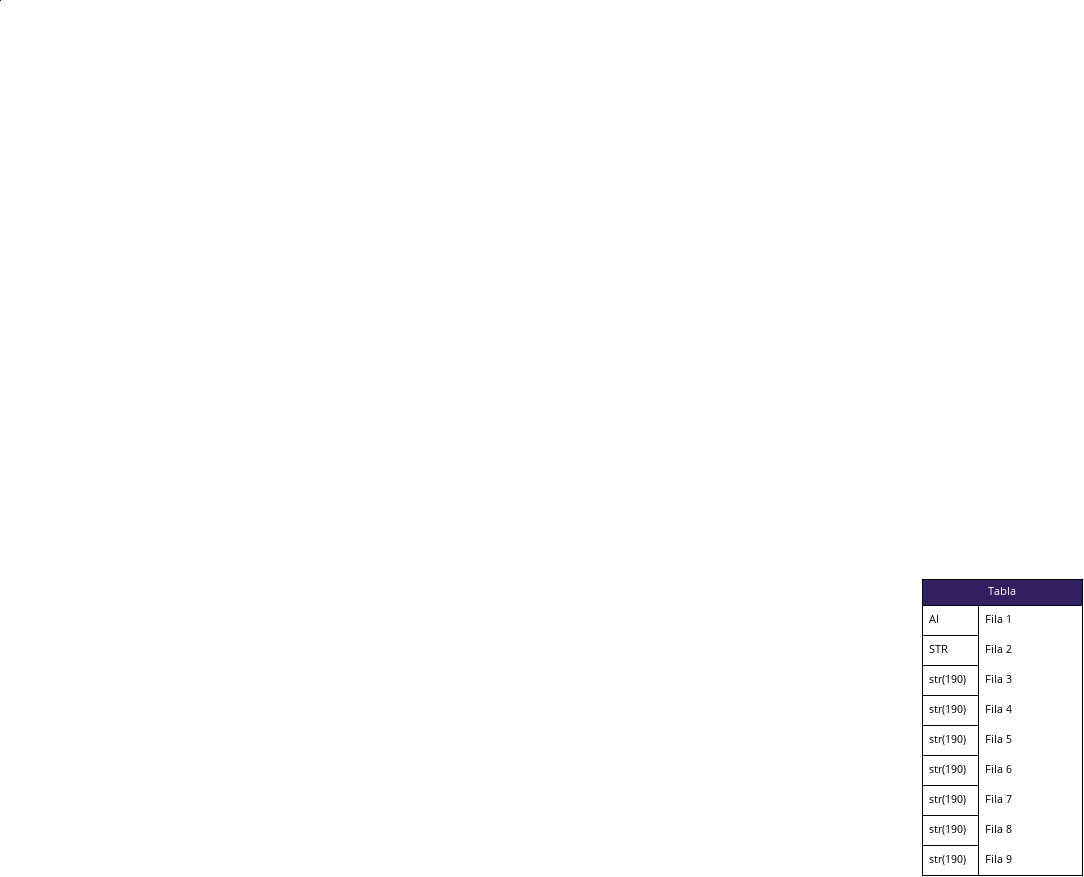 Tabla
AI Fila 1
STR Fila 2
str(190) Fila 3
str(190) Fila 4
str(190) Fila 5
str(190) Fila 6
str(190) Fila 7
str(190) Fila 8
str(190) Fila 9